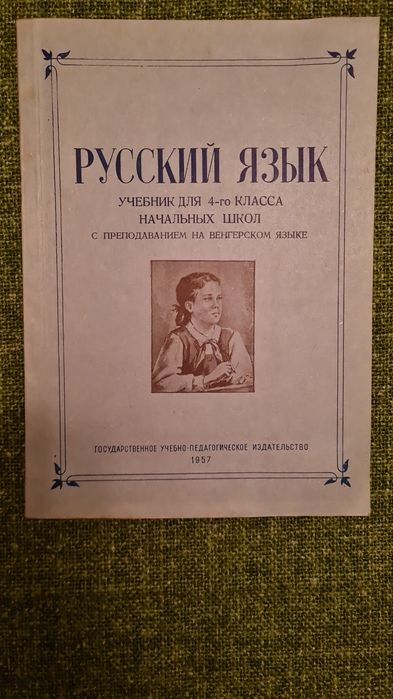 РУССКИЙ ЯЗЫК
УЧЕБНИК ДЛЯ 4-го КЛАССА
НАЧАЛЬНЫХ ШКОЛ
С ПРЕПОДАВАНИЕМ НА ВЕНГЕРСКОМ ЯЗЫКЕ
ГОСУДАРСТВЕННОЕ УЧЕБНО-ПЕДАГОГИЧЕСКОЕ ИЗДАТЕЛЬСТВО
1957